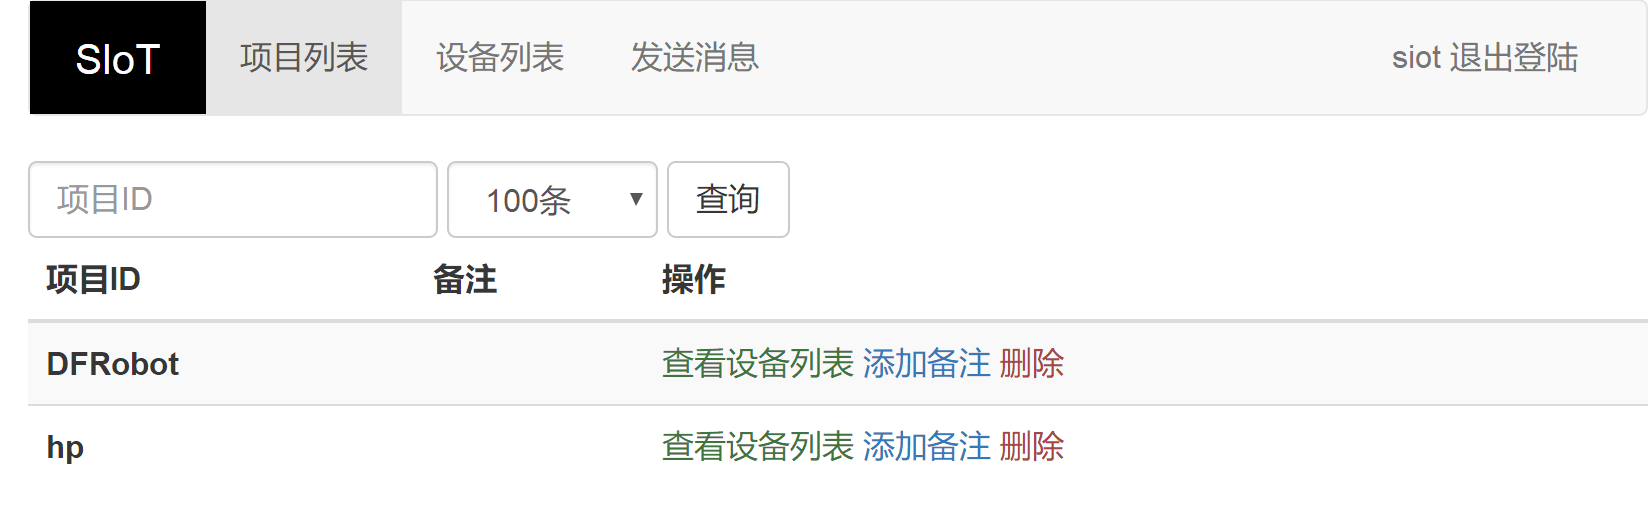 SIoT 项目列表 设备列表 发送消息 siot 退出登陆
项目ID 100条 查询
项目ID 备注 操作
DFRobot 查看设备列表 添加备注 删除
hp 查看设备列表 添加备注 删除